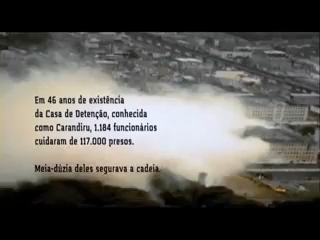 Em 46 anos de existência
da Casa de Detenção, conhecida
como Carandiru, 1.184 funcionários
cuidaram de 117.000 presos.
Meia-dúzia deles segurava a cadeia.